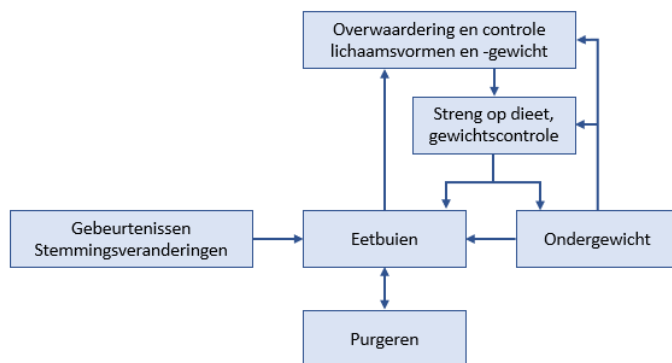 Overwaardering en controle
lichaamsvormen en -gewicht
Streng op dieet,
gewichtscontrole
Gebeurtenissen
Stemmingsveranderingen
Eetbuien
Ondergewicht
Purgeren